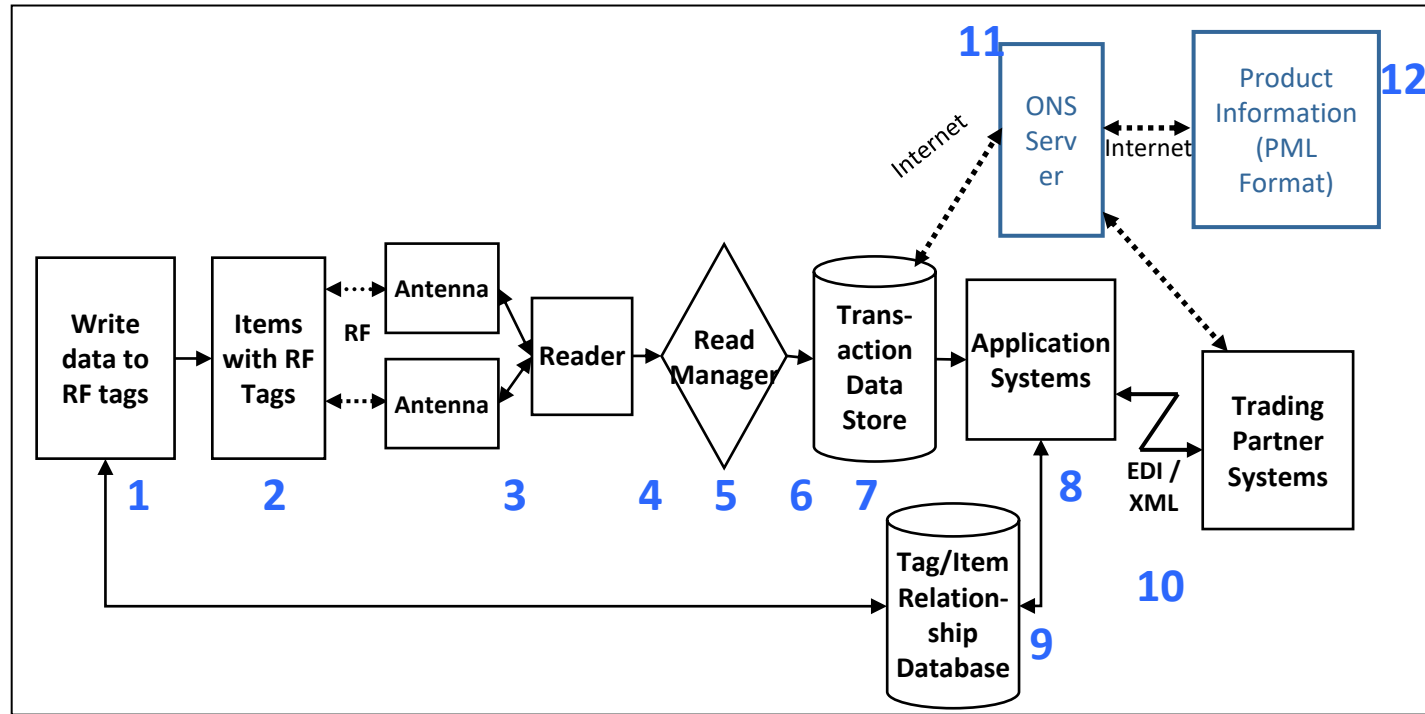 11
12
ONS
Serv
er
Product
Information
(PML
Format)
Internet
Internet
Write
data to
RF tags
Items
with RF
Tags
RF
Antenna
Antenna
Reader
Read
Manager
Trans-
action
Data
Store
Application
Systems
Trading
Partner
Systems
EDI /
XML
1
2
3
4
5
6
7
8
Tag/Item
Relation-
ship
Database
9
10